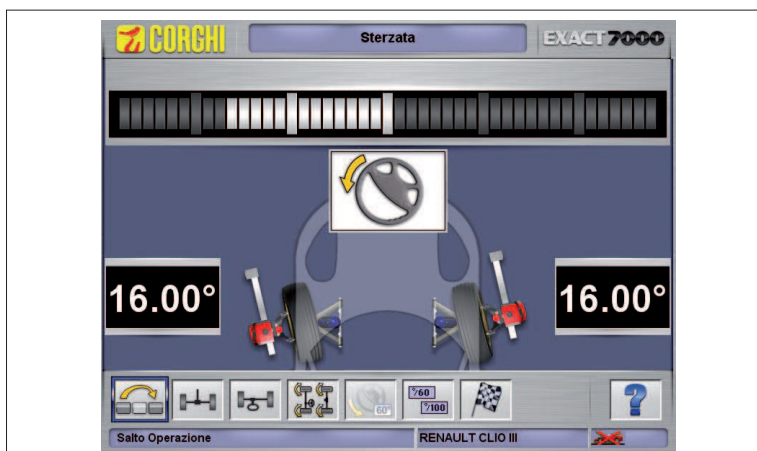 CORGHI
Sterzata
EXACT7000
16.00°
16.00°
60°
°/60
°/100
?
Salto Operazione
RENAULT CLIO III